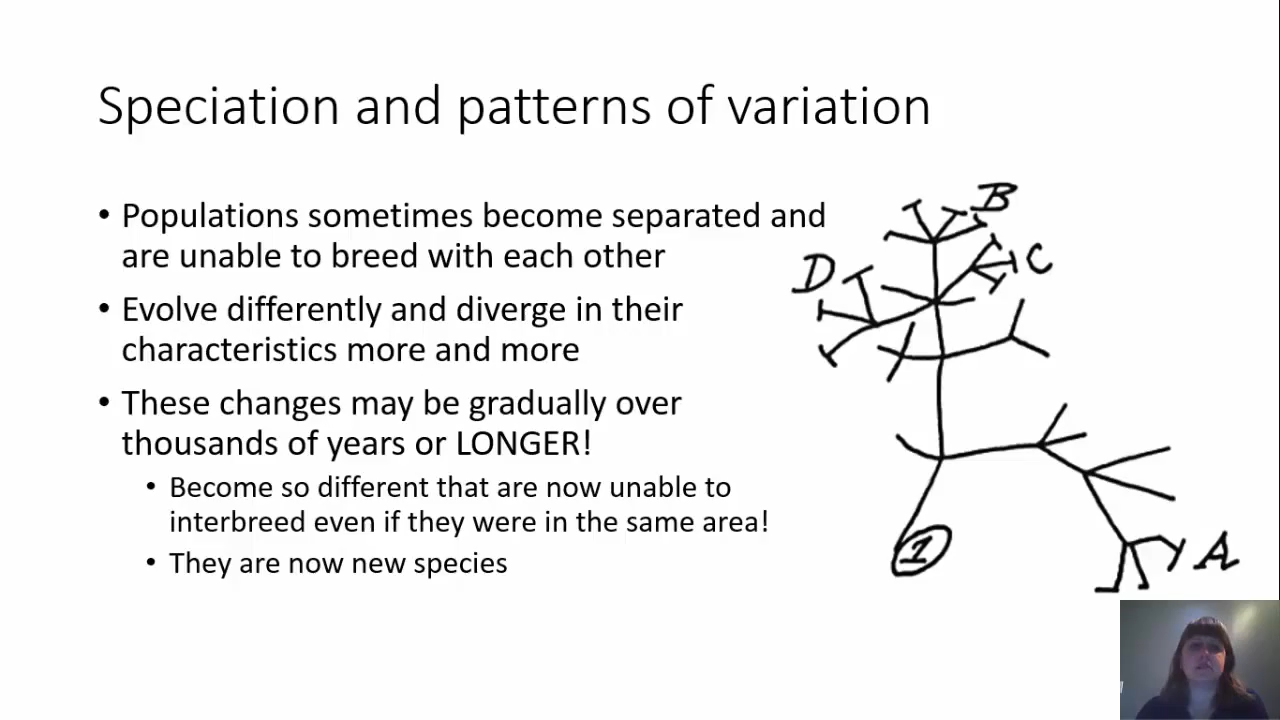 Speciation and patterns of variation
• Populations sometimes become separated and
are unable to breed with each other
• Evolve differently and diverge in their
characteristics more and more
• These changes may be gradually over
thousands of years or LONGER!
• Become so different that are now unable to
interbreed even if they were in the same area!
• They are now new species
B
C
D
1
A